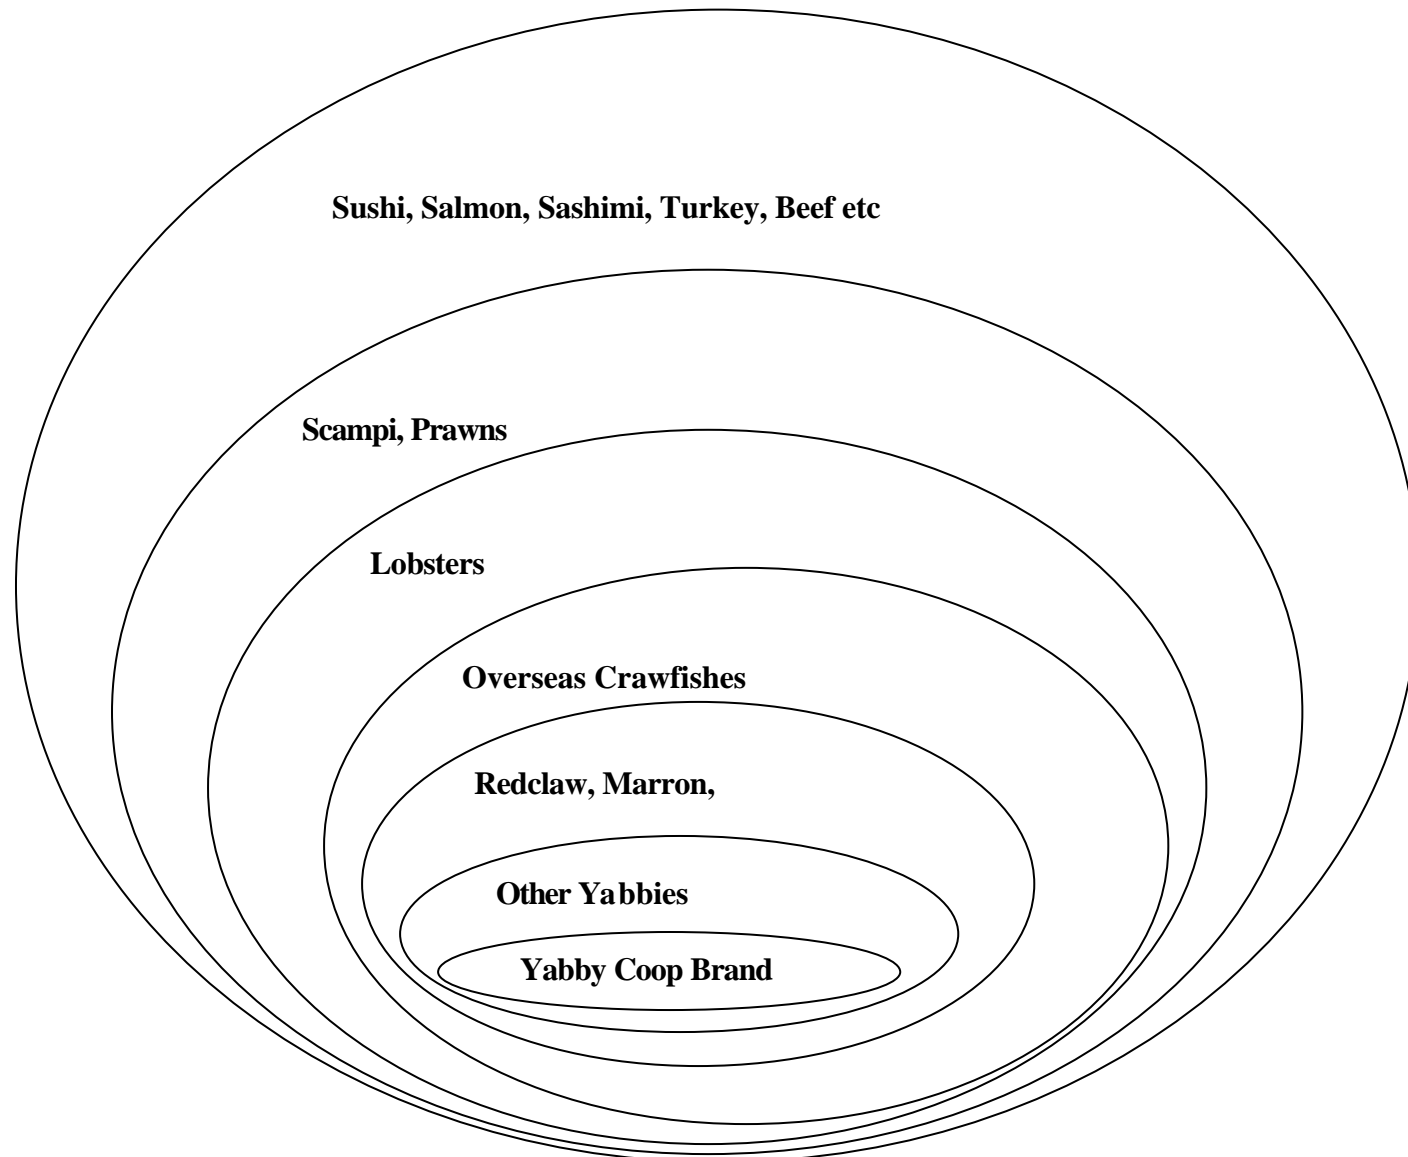 Sushi, Salmon, Sashimi, Turkey, Beef etc
Scampi, Prawns
Lobsters
Overseas Crawfishes
Redclaw, Marron,
Other Yabbies
Yabby Coop Brand